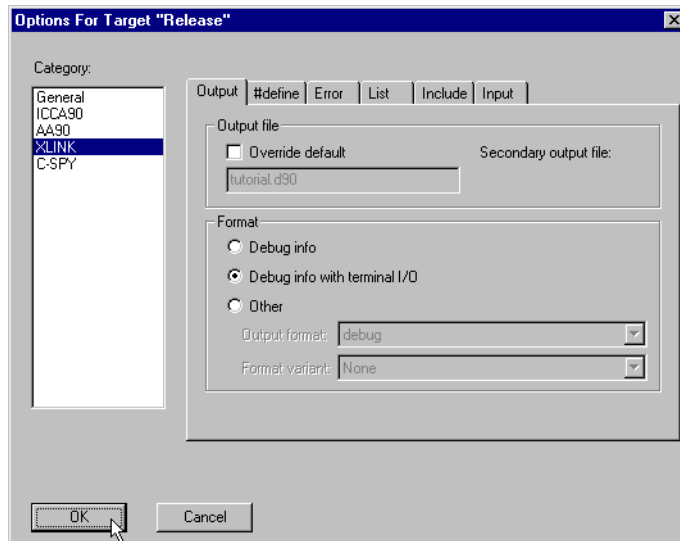 Options For Target "Release"
Category:
General
ICCA90
AA90
XLINK
C-SPY
Output #define Error List Include Input
Output file
Override default
Secondary output file:
tutorial.d90
Format
Debug info
Debug info with terminal I/O
Other
Output format: debug
Format variant: None
OK Cancel